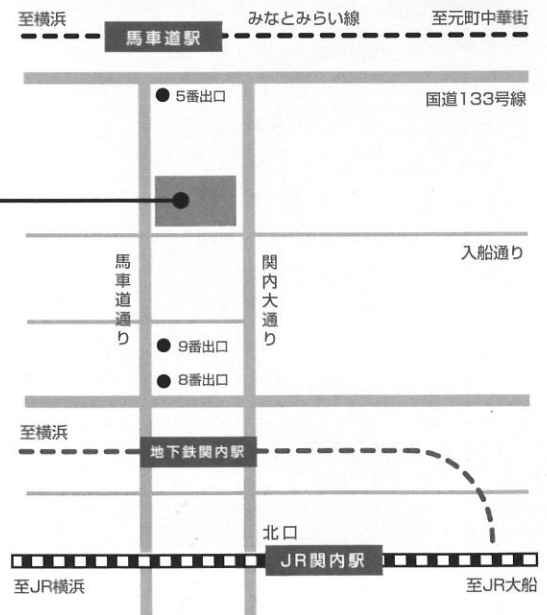 至横浜
みなとみらい線
至元町中華街
馬車道駅
5番出口
国道133号線
入船通り
馬車道通り
関内大通り
9番出口
8番出口
至横浜
地下鉄関内駅
北口
JR関内駅
至JR横浜
至JR大船